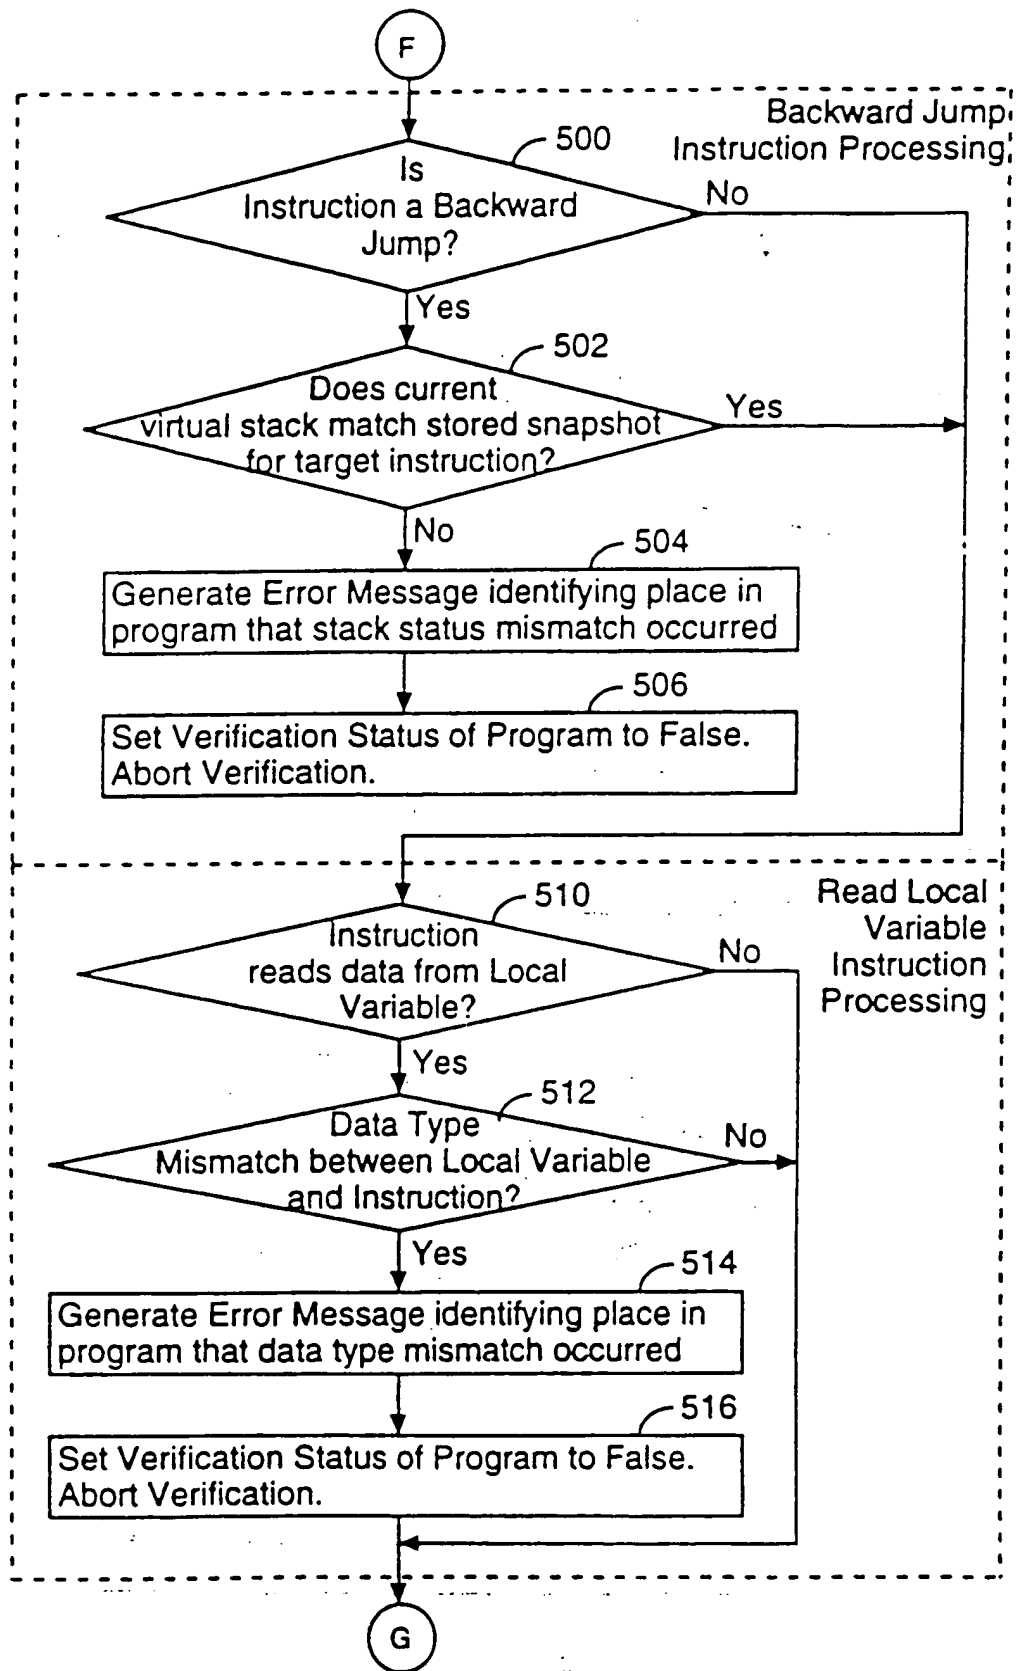 F
Backward Jump
Instruction Processing
500
Is
Instruction a Backward
Jump?
No
Yes
502
Does current
virtual stack match stored snapshot
for target instruction?
Yes
No
504
Generate Error Message identifying place in
program that stack status mismatch occurred
506
Set Verification Status of Program to False.
Abort Verification.
Read Local
Variable
Instruction
Processing
510
Instruction
reads data from Local
Variable?
No
Yes
512
Data Type
Mismatch between Local Variable
and Instruction?
No
Yes
514
Generate Error Message identifying place in
program that data type mismatch occurred
516
Set Verification Status of Program to False.
Abort Verification.
G